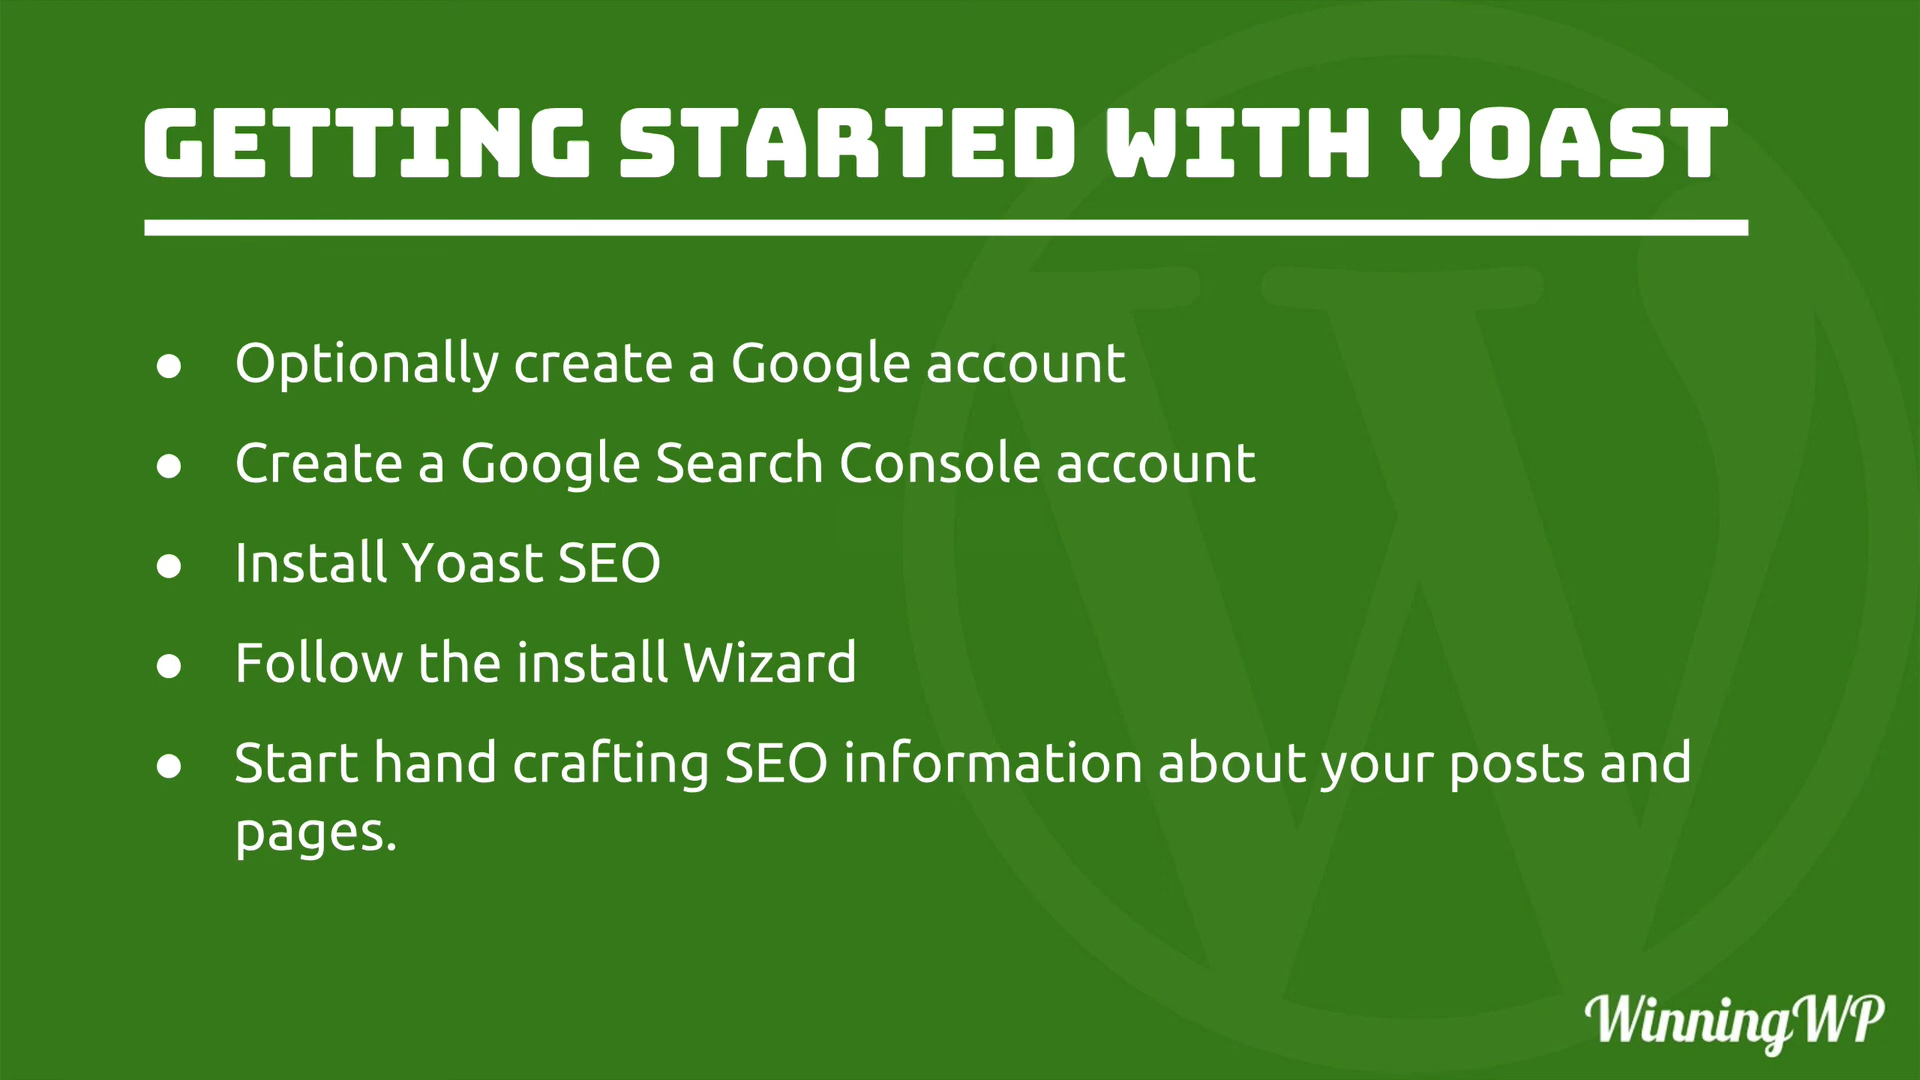 GETTING STARTED WITH YOAST
● Optionally create a Google account
● Create a Google Search Console account
● Install Yoast SEO
● Follow the install Wizard
● Start hand crafting SEO information about your posts and
pages.
WinningWP